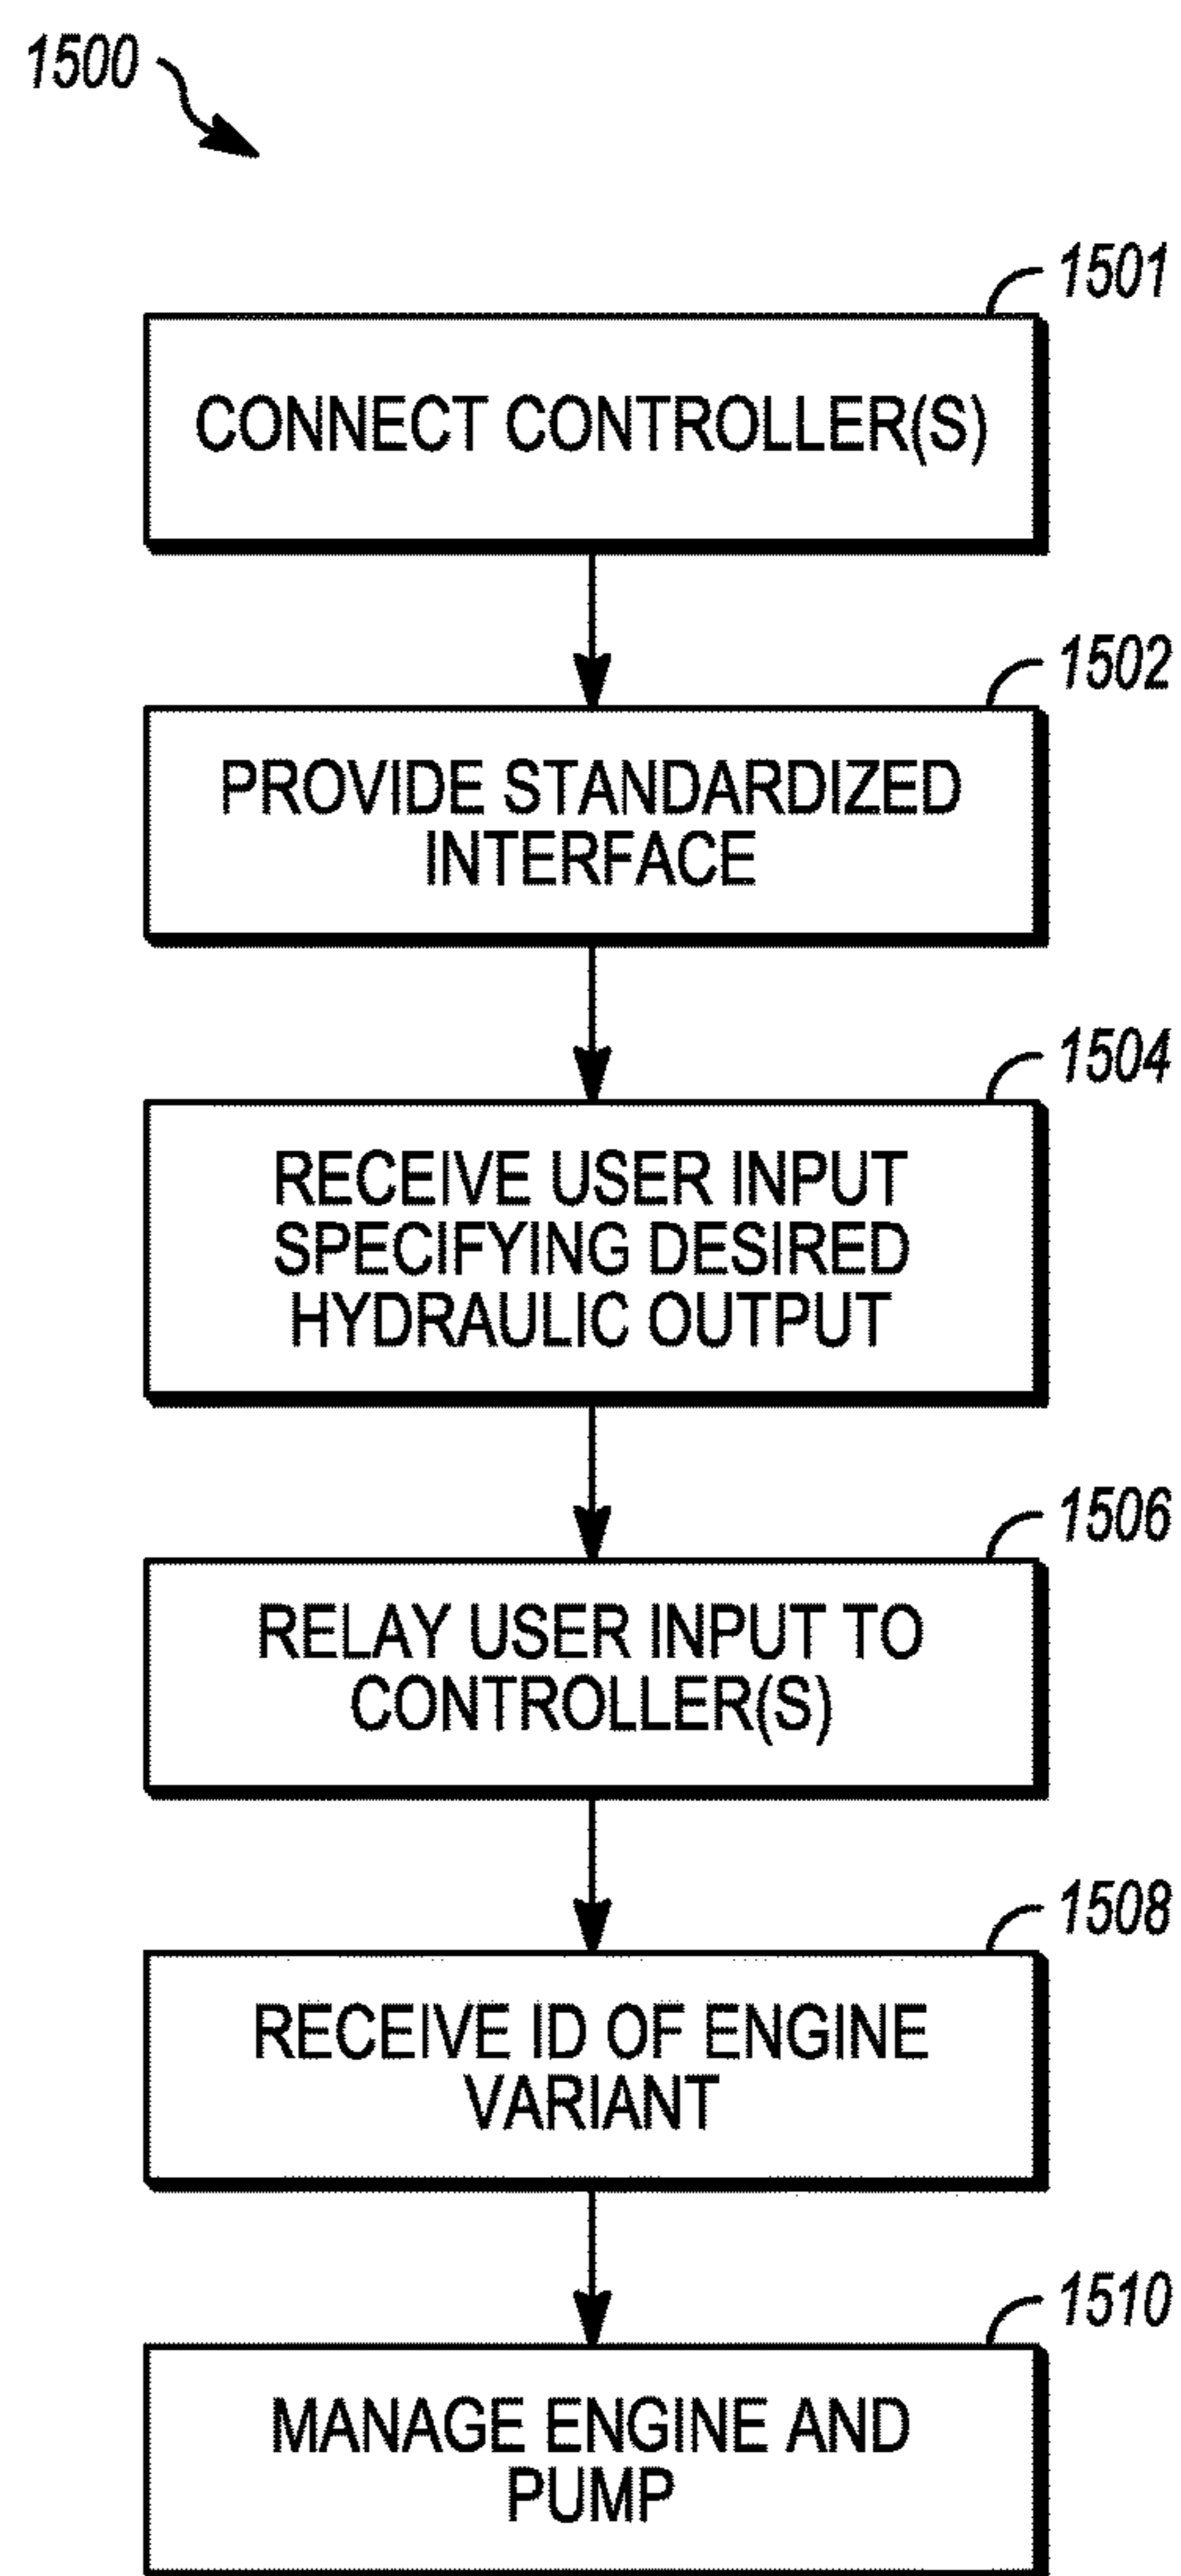 1500
1501
CONNECT CONTROLLER(S)
1502
PROVIDE STANDARDIZED
INTERFACE
1504
RECEIVE USER INPUT
SPECIFYING DESIRED
HYDRAULIC OUTPUT
1506
RELAY USER INPUT TO
CONTROLLER(S)
1508
RECEIVE ID OF ENGINE
VARIANT
1510
MANAGE ENGINE AND
PUMP